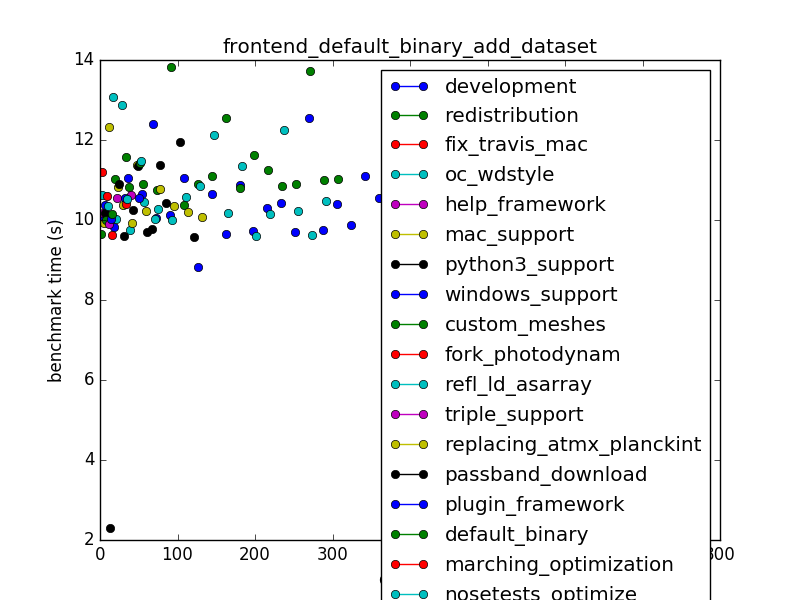 frontend_default_binary_add_dataset
14
12
10
8
6
4
2
benchmark time (s)
0
100
200
300
development
redistribution
fix_travis_mac
oc_wdstyle
help_framework
mac_support
python3_support
windows_support
custom_meshes
fork_photodynam
refl_ld_asarray
triple_support
replacing_atmx_planckint
passband_download
plugin_framework
default_binary
marching_optimization
nosetests_optimize